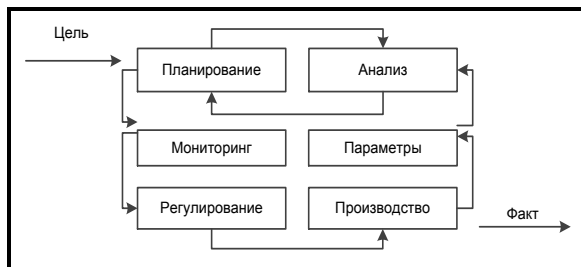 Цель
Планирование
Анализ
Мониторинг
Параметры
Регулирование
Производство
Факт